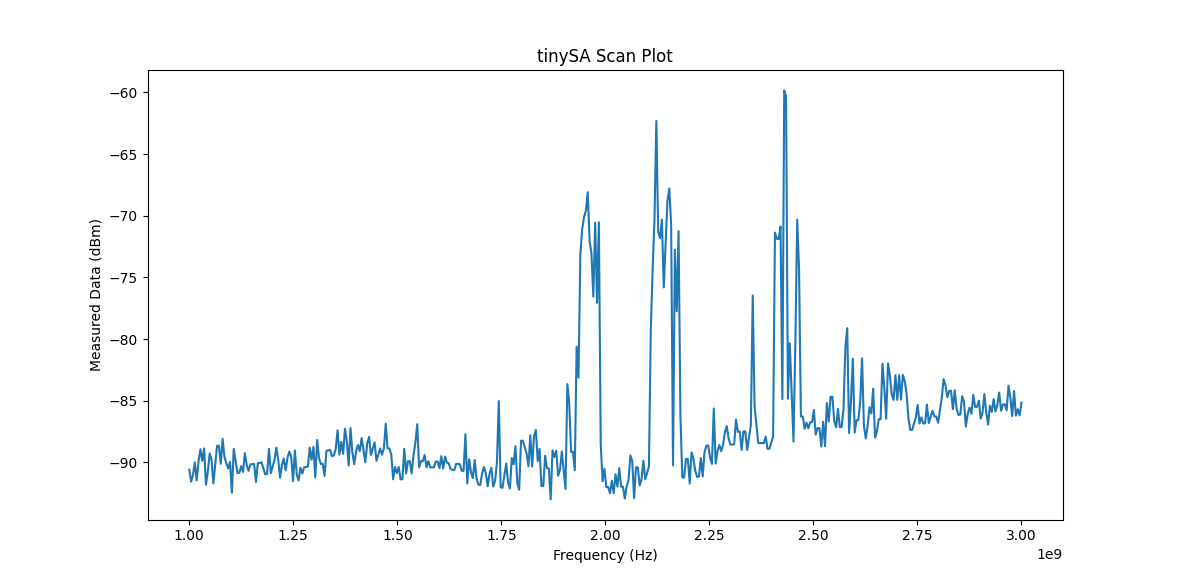 tinySA Scan Plot
Measured Data (dBm)
−60
−65
−70
−75
−80
−85
−90
1.00 1.25 1.50 1.75 2.00 2.25 2.50 2.75 3.00
1e9
Frequency (Hz)